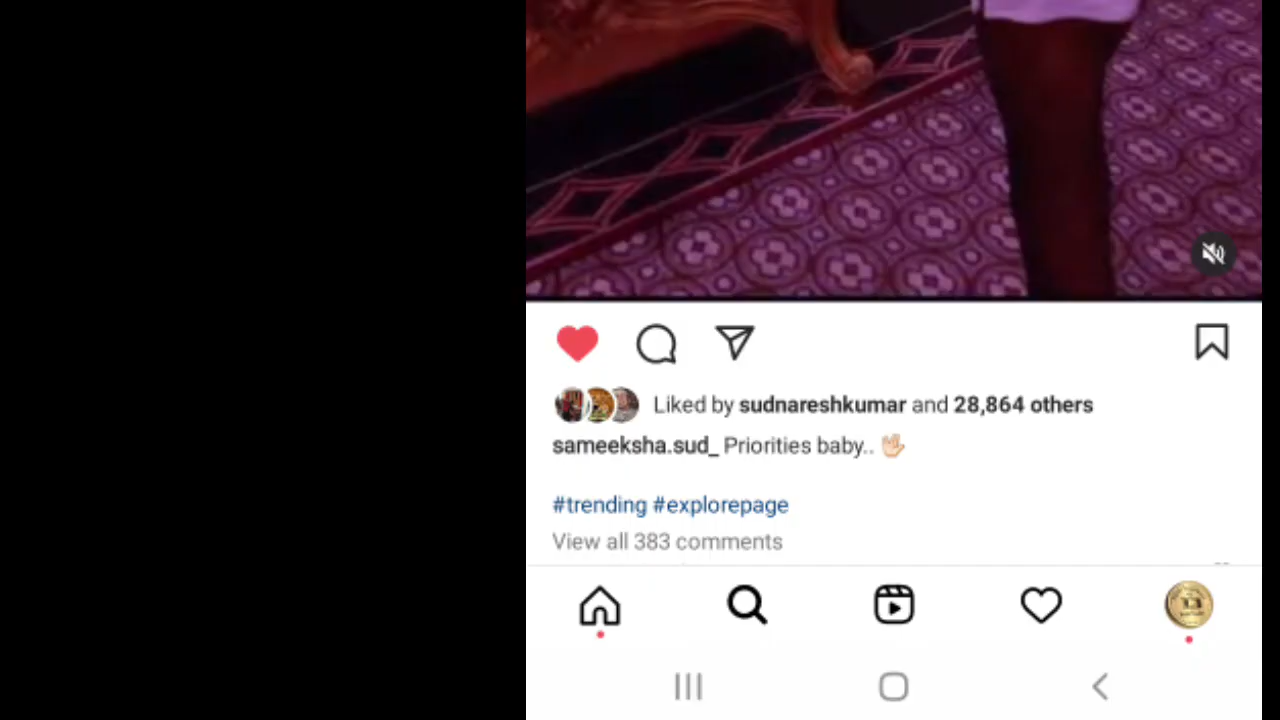 Liked by sudnareshkumar and 28,864 others
sameeksha.sud_ Priorities baby.. 🖖🏻
#trending #explorepage
View all 383 comments